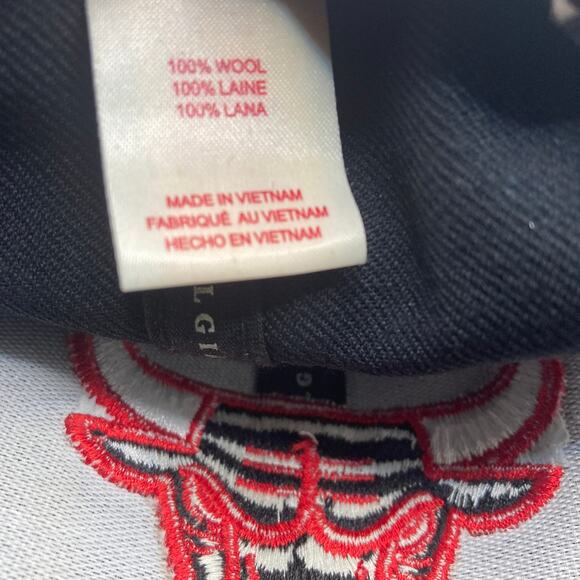 100% WOOL
100% LAINE
100% LANA
MADE IN VIETNAM
FABRIQUÉ AU VIETNAM
HECHO EN VIETNAM